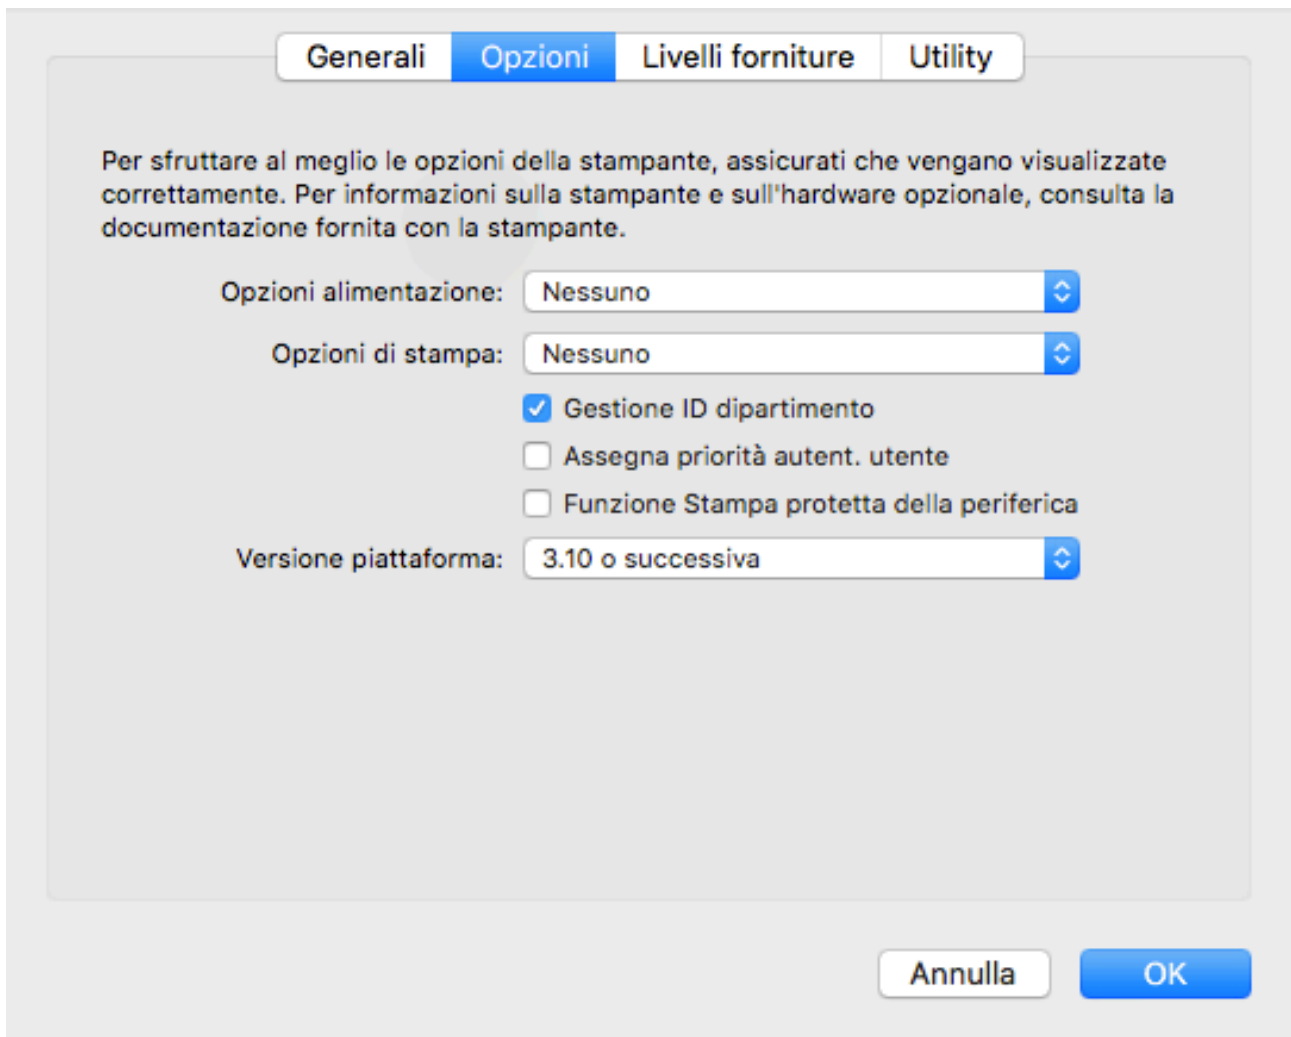 Generali Opzioni Livelli forniture Utility
Per sfruttare al meglio le opzioni della stampante, assicurati che vengano visualizzate
correttamente. Per informazioni sulla stampante e sull'hardware opzionale, consulta la
documentazione fornita con la stampante.
Opzioni alimentazione: Nessuno
Opzioni di stampa: Nessuno
Gestione ID dipartimento
Assegna priorità autent. utente
Funzione Stampa protetta della periferica
Versione piattaforma: 3.10 o successiva
Annulla OK